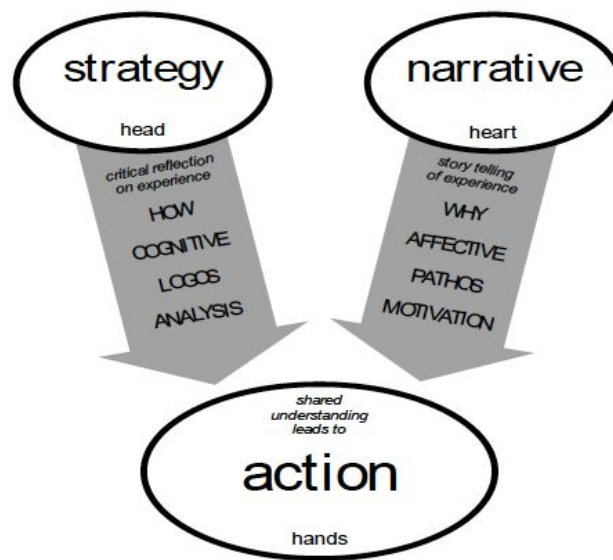 strategy
head
critical reflection
on experience
HOW
COGNITIVE
LOGOS
ANALYSIS
narrative
heart
story telling
of experience
WHY
AFFECTIVE
PATHOS
MOTIVATION
shared
understanding
leads to
action
hands